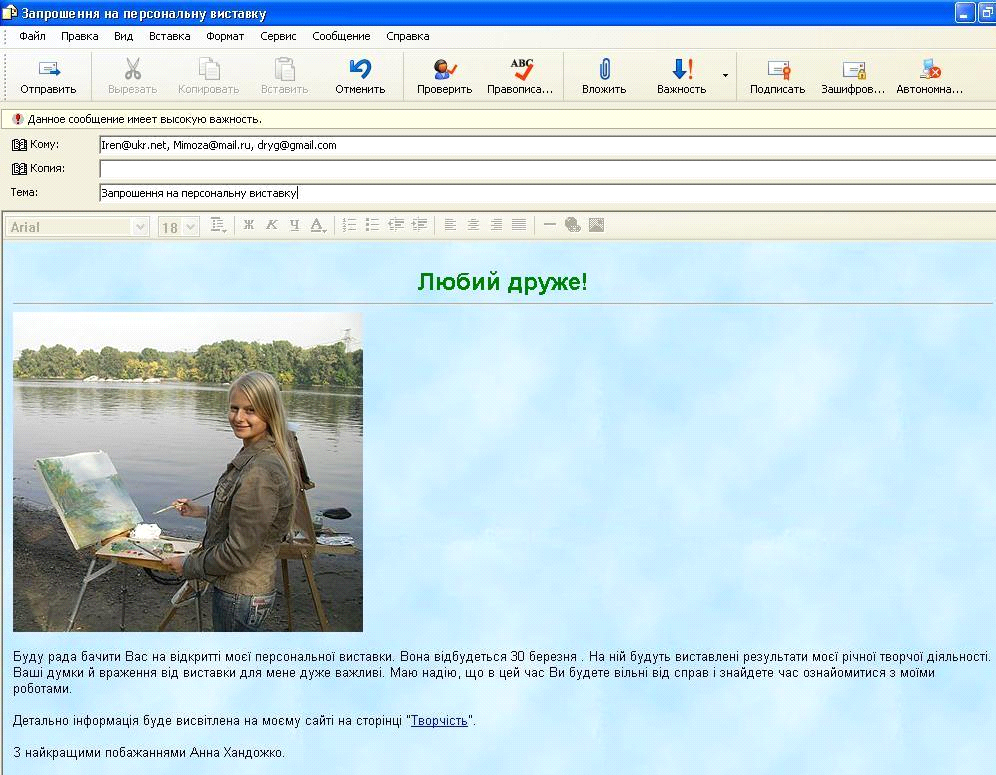 Запрошення на персональну виставку
Файл Правка Вид Вставка Формат Сервис Сообщение Справка
Отправить Вырезать Копировать Вставить Отменить Проверить ABC Правописа... Вложить Важность Подписать Зашифров... Автономна...
Данное сообщение имеет высокую важность.
Кому: Iren@ukr.net, Mimoza@mail.ru, dryg@gmail.com
Копия:
Тема: Запрошення на персональну виставку
Arial 18 Ж К Ч А
Любий друже!
Буду рада бачити Вас на відкритті моєї персональної виставки. Вона відбудеться 30 березня . На ній будуть виставлені результати моєї річної творчої діяльності.
Ваші думки й враження від виставки для мене дуже важливі. Маю надію, що в цей час Ви будете вільні від справ і знайдете час ознайомитися з моїми
роботами.
Детально інформація буде висвітлена на моєму сайті на сторінці "Творчість".
З найкращими побажаннями Анна Хандожко.